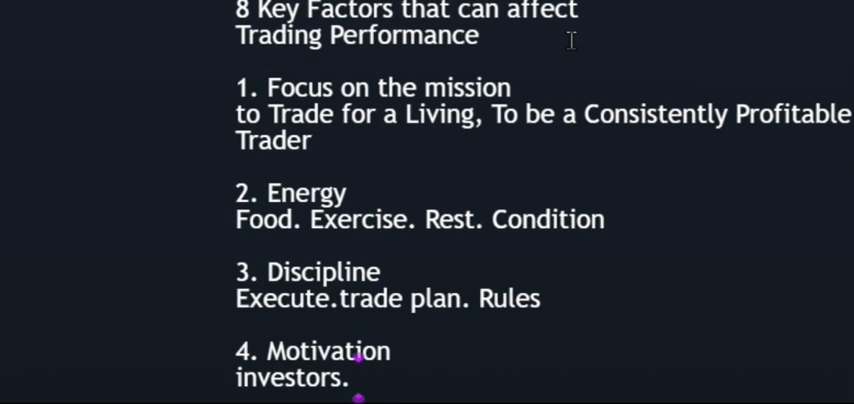 8 Key Factors that can affect
Trading Performance
1. Focus on the mission
to Trade for a Living, To be a Consistently Profitable
Trader
2. Energy
Food. Exercise. Rest. Condition
3. Discipline
Execute.trade plan. Rules
4. Motivation
investors.